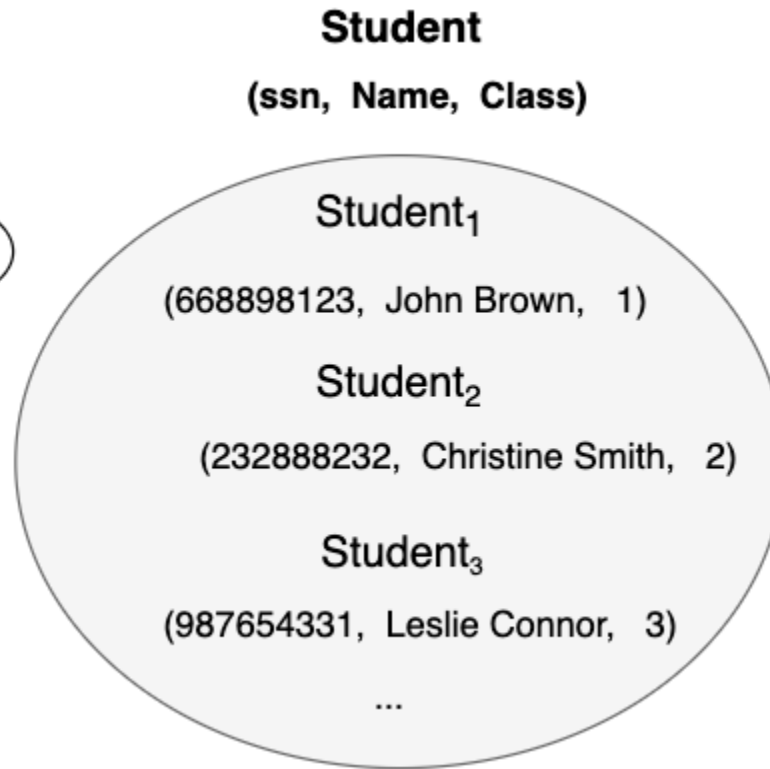 Student
(ssn, Name, Class)
Student₁
(668898123, John Brown, 1)
Student₂
(232888232, Christine Smith, 2)
Student₃
(987654331, Leslie Connor, 3)
...